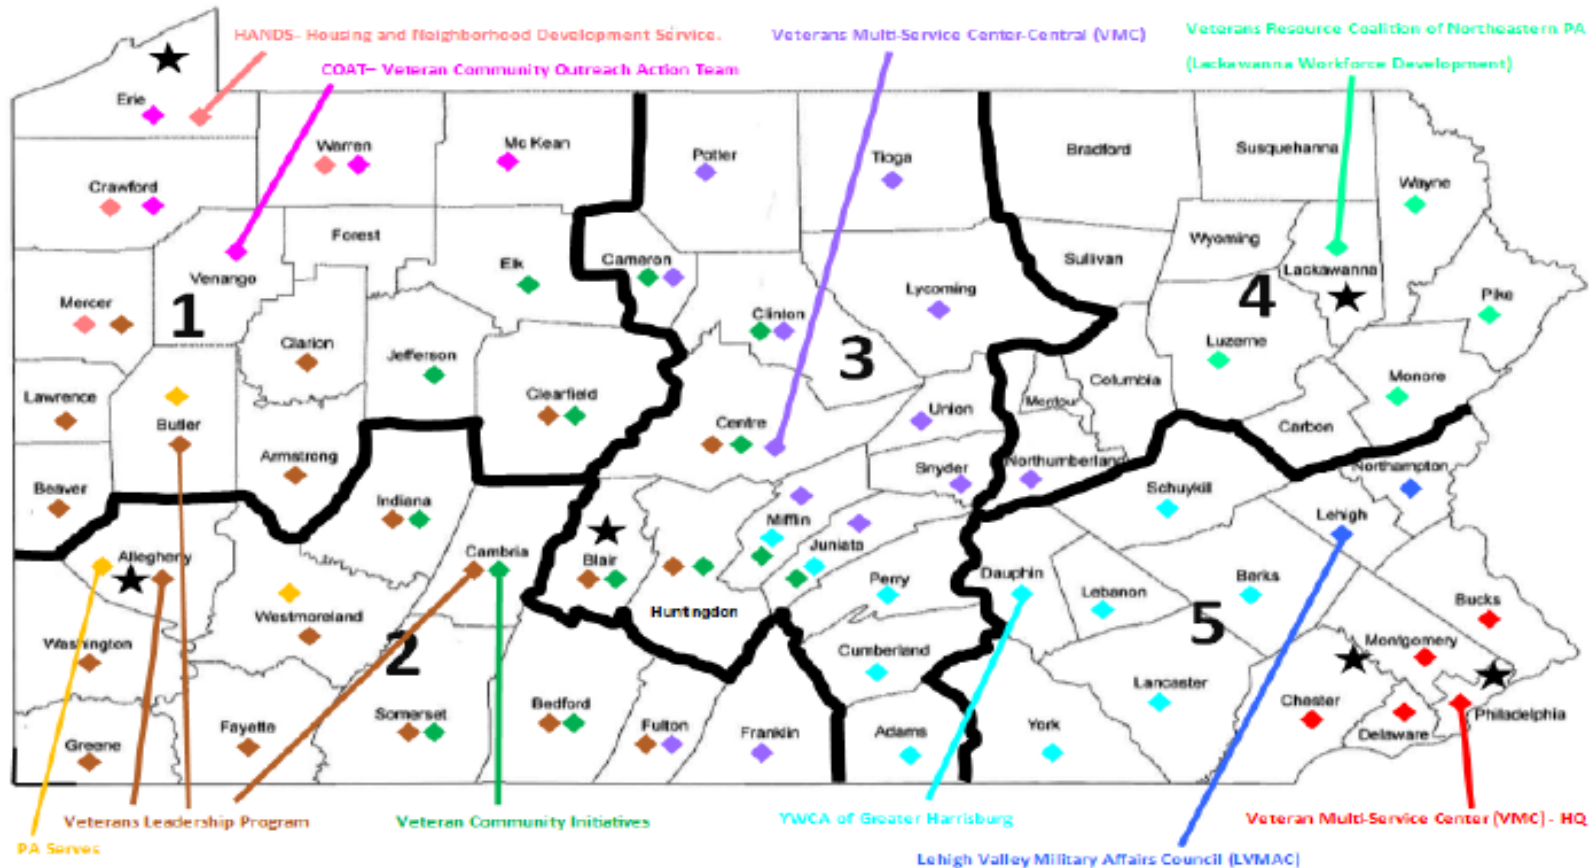 HANDS- Housing and Neighborhood Development Service.
Veterans Multi-Service Center-Central (VMC)
Veterans Resource Coalition of Northeastern PA
(Lackawanna Workforce Development)
COAT- Veteran Community Outreach Action Team
Erie
Warren
Mc Kean
Potter
Tioga
Bradford
Susquehanna
Wayne
Crawford
Forest
Venango
Elk
Cameron
Sullivan
Wyoming
Lackawanna
Mercer
1
Clinton
Lycoming
4
Pike
Clarion
Jefferson
3
Luzerne
Monore
Lawrence
Butler
Clearfield
Centre
Union
Montour
Columbia
Carbon
Armstrong
Snyder
Northumberland
Northampton
Beaver
Indiana
Mifflin
Schuykill
Lehigh
Allegheny
Cambria
Blair
Juniata
Perry
Dauphin
Lebanon
Berks
Bucks
Huntingdon
Westmoreland
2
5
Washington
Cumberland
Montgomery
Lancaster
Greene
Fayette
Somerset
Bedford
Fulton
Franklin
Adams
York
Chester
Delaware
Philadelphia
Veterans Leadership Program
Veteran Community Initiatives
YWCA of Greater Harrisburg
Veteran Multi-Service Center (VMC) - HQ
PA Serves
Lehigh Valley Military Affairs Council (LVMAC)